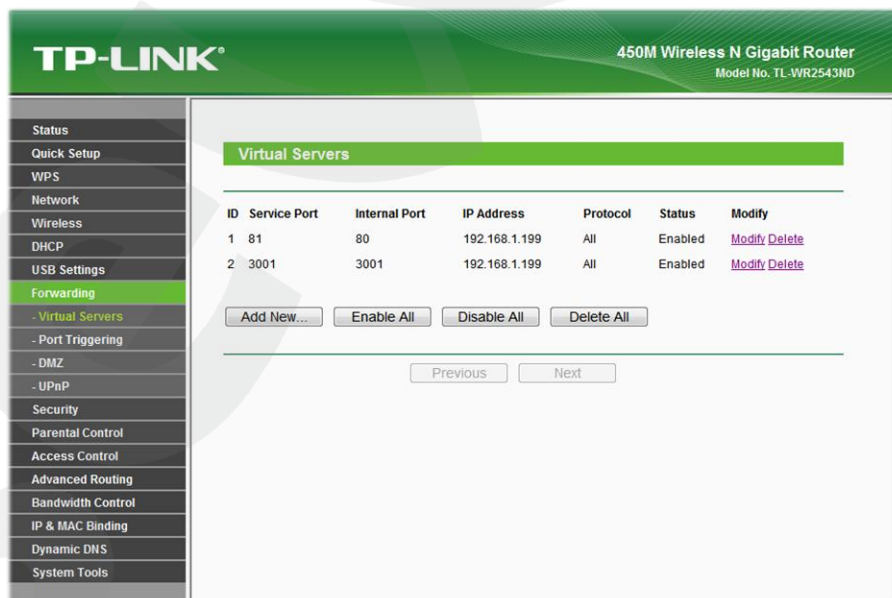 TP-LINK®
450M Wireless N Gigabit Router
Model No. TL-WR2543ND
Status
Quick Setup
WPS
Network
Wireless
DHCP
USB Settings
Forwarding
- Virtual Servers
- Port Triggering
- DMZ
- UPnP
Security
Parental Control
Access Control
Advanced Routing
Bandwidth Control
IP & MAC Binding
Dynamic DNS
System Tools
Virtual Servers
ID Service Port Internal Port IP Address Protocol Status Modify
1 81 80 192.168.1.199 All Enabled Modify Delete
2 3001 3001 192.168.1.199 All Enabled Modify Delete
Add New... Enable All Disable All Delete All
Previous Next